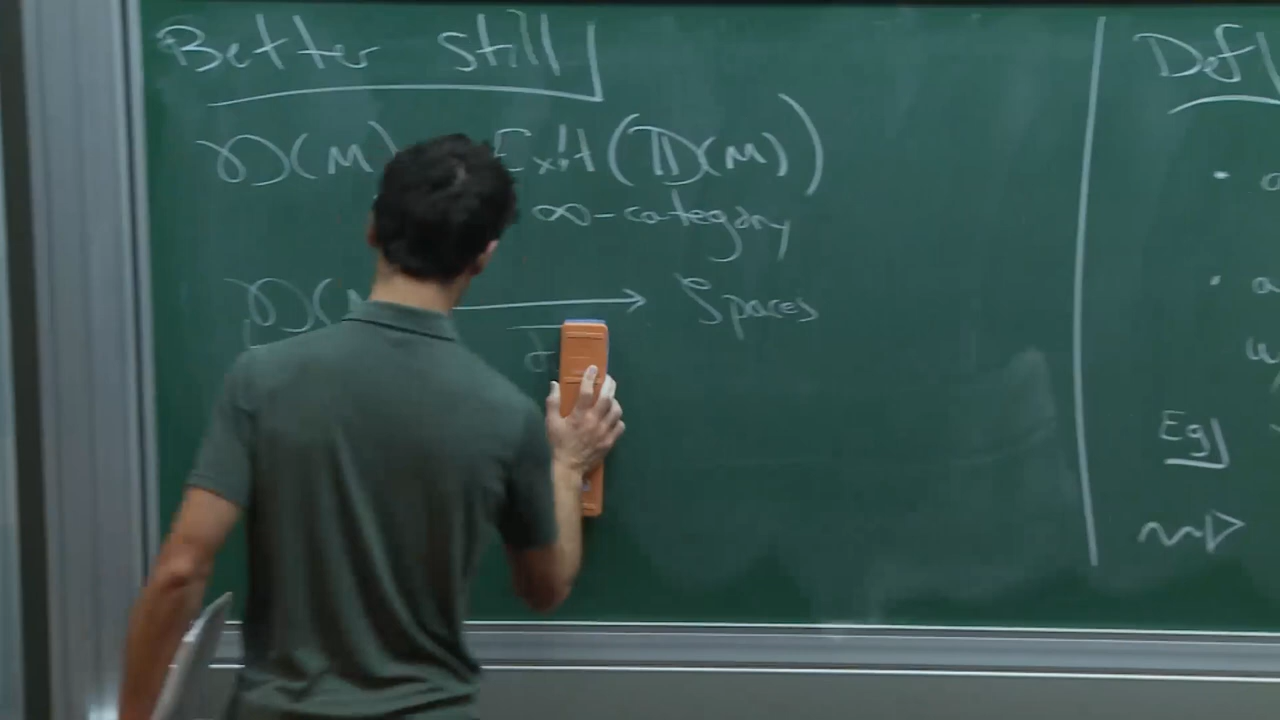 Better still
𝒟(M) Exit(𝔻(M))
∞-category
𝒟( → Spaces
Def
Eg